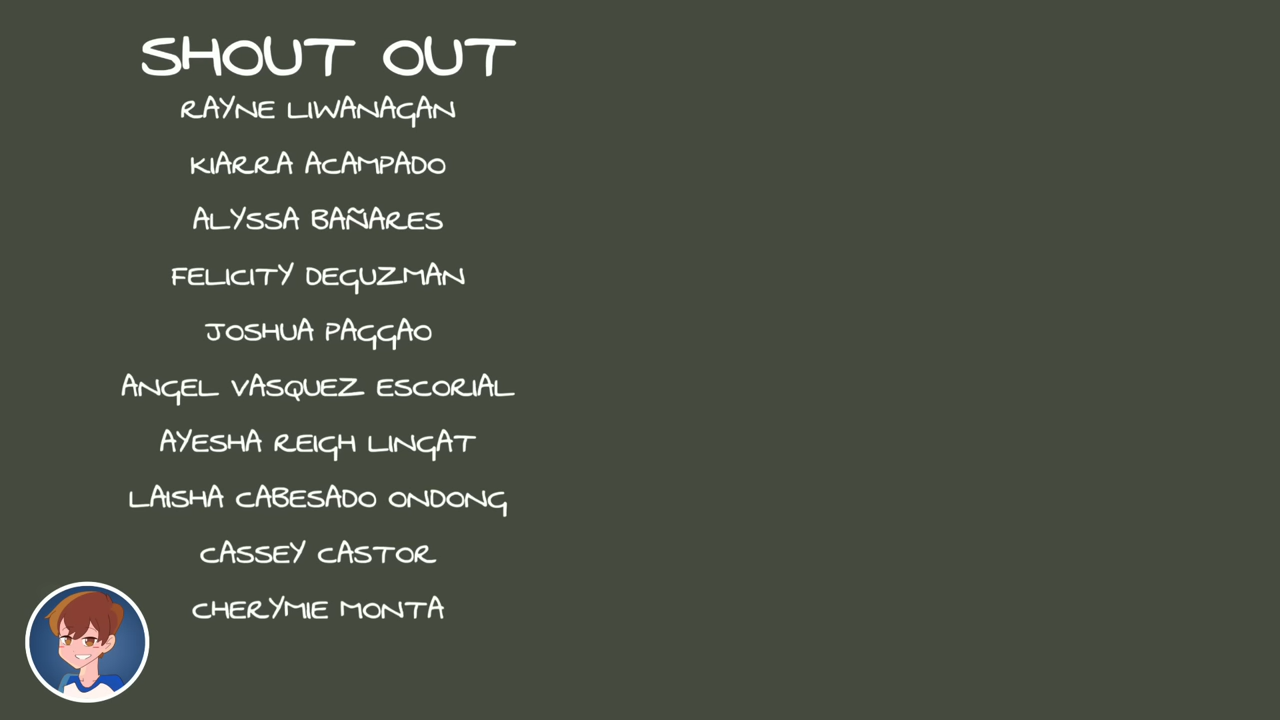 SHOUT OUT
RAYNE LIWANAGAN
KIARRA ACAMPADO
ALYSSA BAÑARES
FELICITY DEGUZMAN
JOSHUA PAGGAO
ANGEL VASQUEZ ESCORIAL
AYESHA REIGH LINGAT
LAISHA CABESADO ONDONG
CASSEY CASTOR
CHERYMIE MONTA